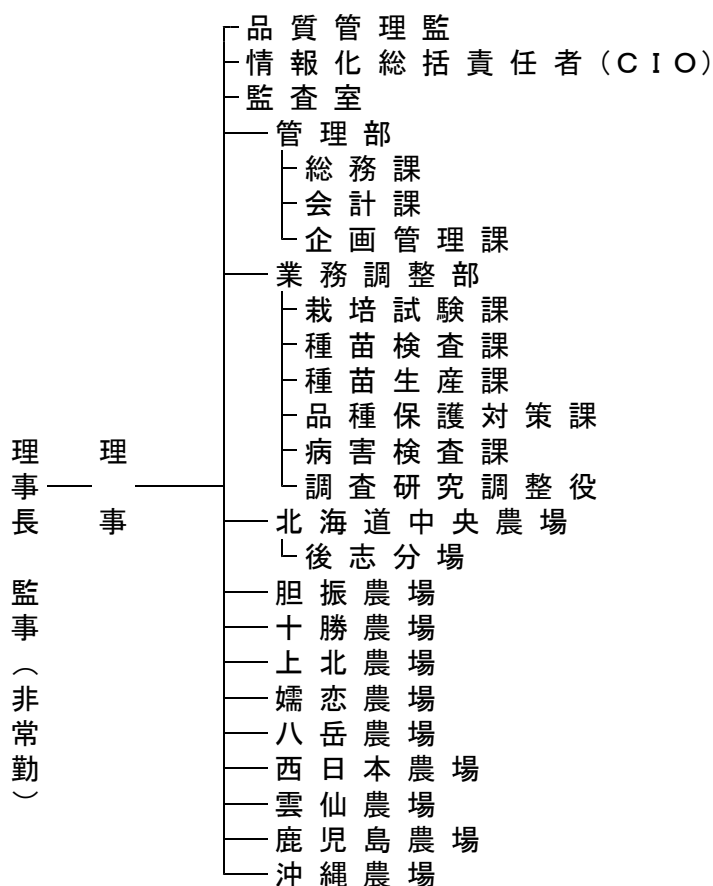 品質管理監
情報化総括責任者(CIO)
監査室
管理部
総務課
会計課
企画管理課
業務調整部
栽培試験課
種苗検査課
種苗生産課
品種保護対策課
病害検査課
調査研究調整役
理事長
理事
監事(非常勤)
北海道中央農場
後志分場
胆振農場
十勝農場
上北農場
嬬恋農場
八岳農場
西日本農場
雲仙農場
鹿児島農場
沖縄農場